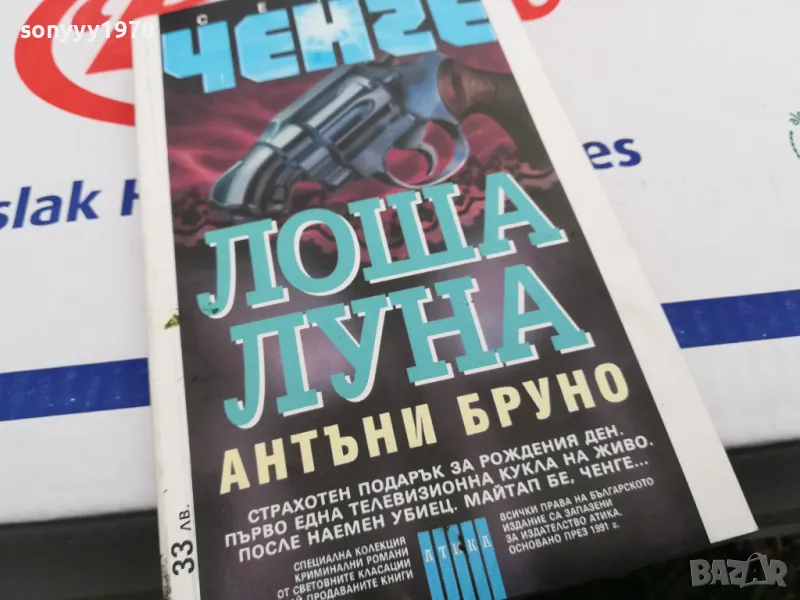 sonyyy1970
ЧЕНГЕ
slak
es
ЛОША
ЛУНА
АНТЪНИ БРУНО
СТРАХОТЕН ПОДАРЪК ЗА РОЖДЕНИЯ ДЕН.
ПЪРВО ЕДНА ТЕЛЕВИЗИОННА КУКЛА НА ЖИВО.
ПОСЛЕ НАЕМЕН УБИЕЦ. МАЙТАП БЕ, ЧЕНГЕ...
33 ЛВ.
СПЕЦИАЛНА КОЛЕКЦИЯ
КРИМИНАЛНИ РОМАНИ
ОТ СВЕТОВНИТЕ КЛАСАЦИИ
ПРОДАВАНИТЕ КНИГИ
АТИКА
ВСИЧКИ ПРАВА НА БЪЛГАРСКОТО
ИЗДАНИЕ СА ЗАПАЗЕНИ
ЗА ИЗДАТЕЛСТВО АТИКА,
ОСНОВАНО ПРЕЗ 1991 г.
BAZAR